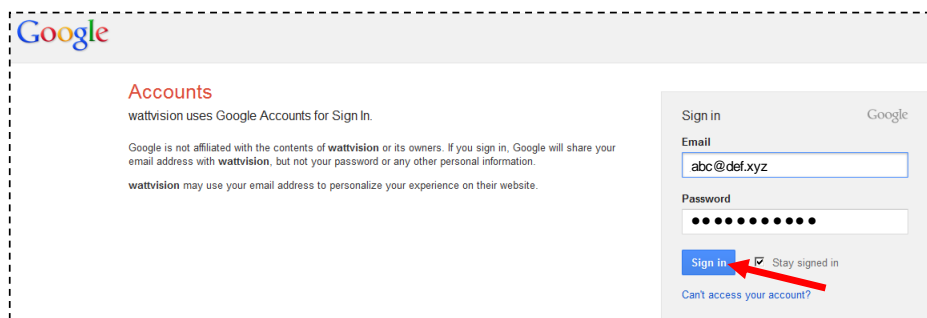 Google
Accounts
wattvision uses Google Accounts for Sign In.
Google is not affiliated with the contents of wattvision or its owners. If you sign in, Google will share your
email address with wattvision, but not your password or any other personal information.
wattvision may use your email address to personalize your experience on their website.
Sign in Google
Email
abc@def.xyz
Password
●●●●●●●●●●●
Sign in Stay signed in
Can't access your account?